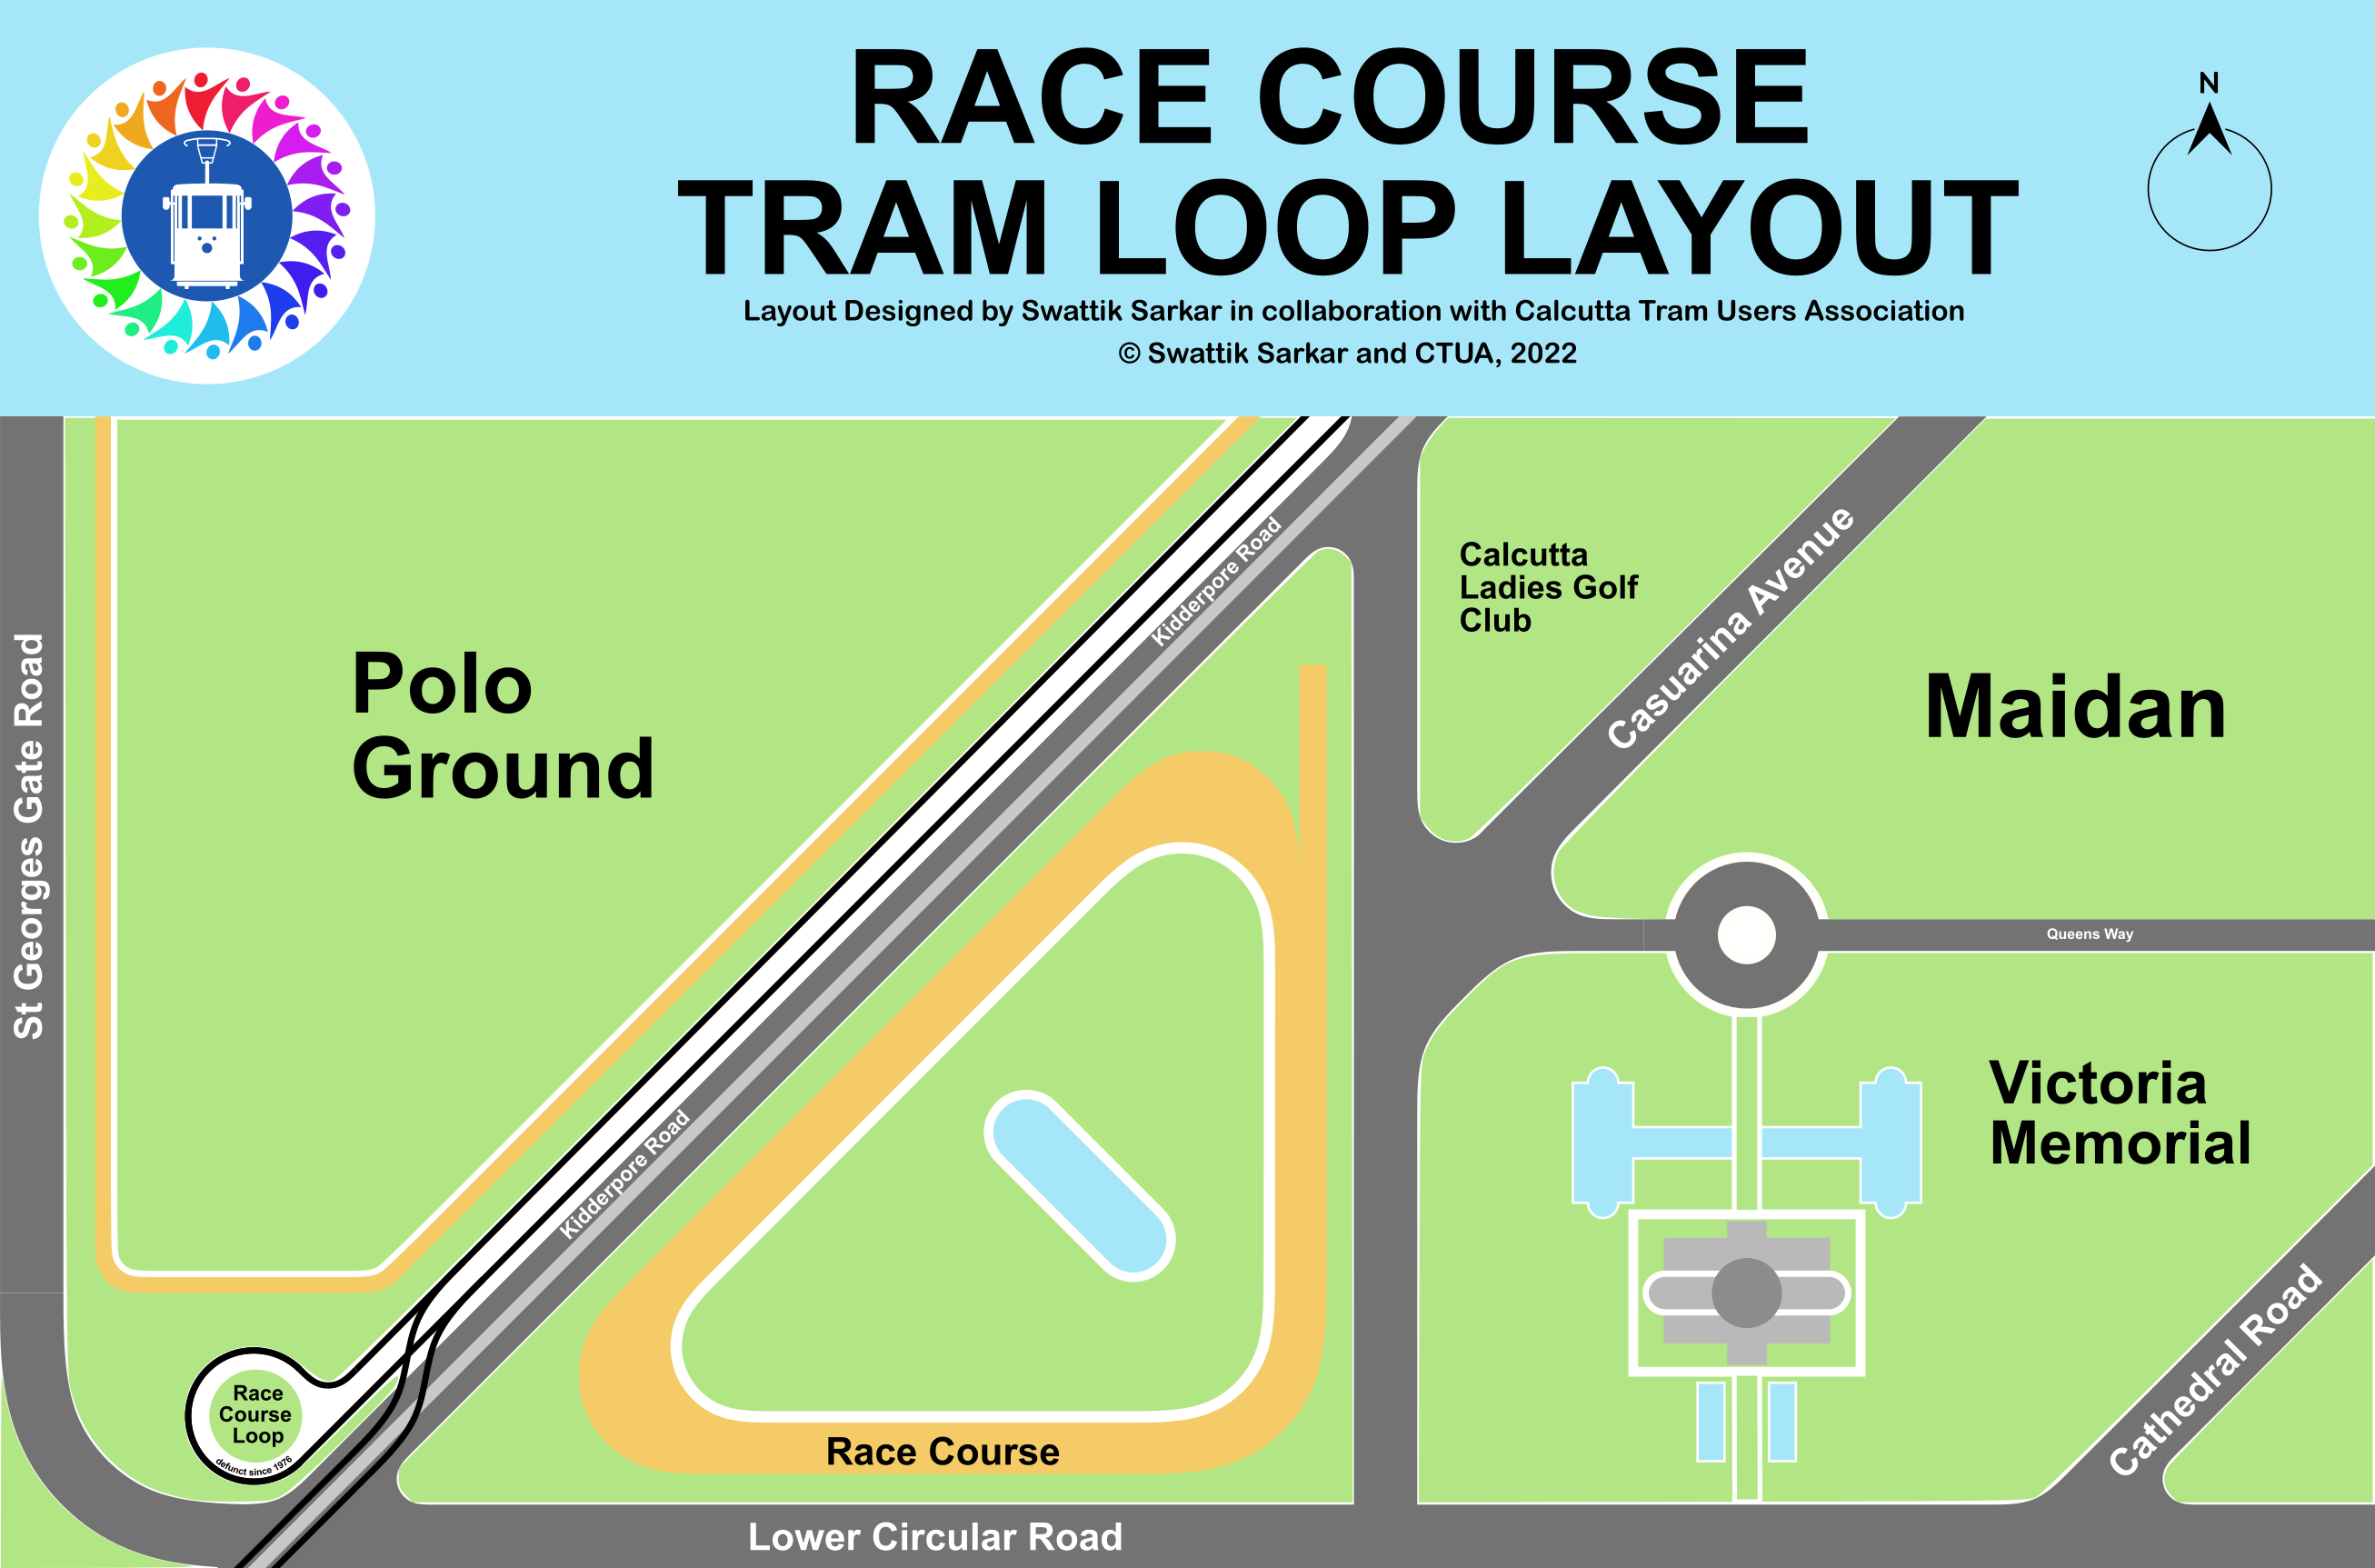 RACE COURSE
TRAM LOOP LAYOUT
Layout Designed by Swattik Sarkar in collaboration with Calcutta Tram Users Association
© Swattik Sarkar and CTUA, 2022
N
Kidderpore Road
Calcutta
Ladies Golf
Club
Casuarina Avenue
St Georges Gate Road
Polo
Ground
Maidan
Queens Way
Victoria
Memorial
Kidderpore Road
Cathedral Road
Race
Course
Loop
defunct since 1976
Race Course
Lower Circular Road